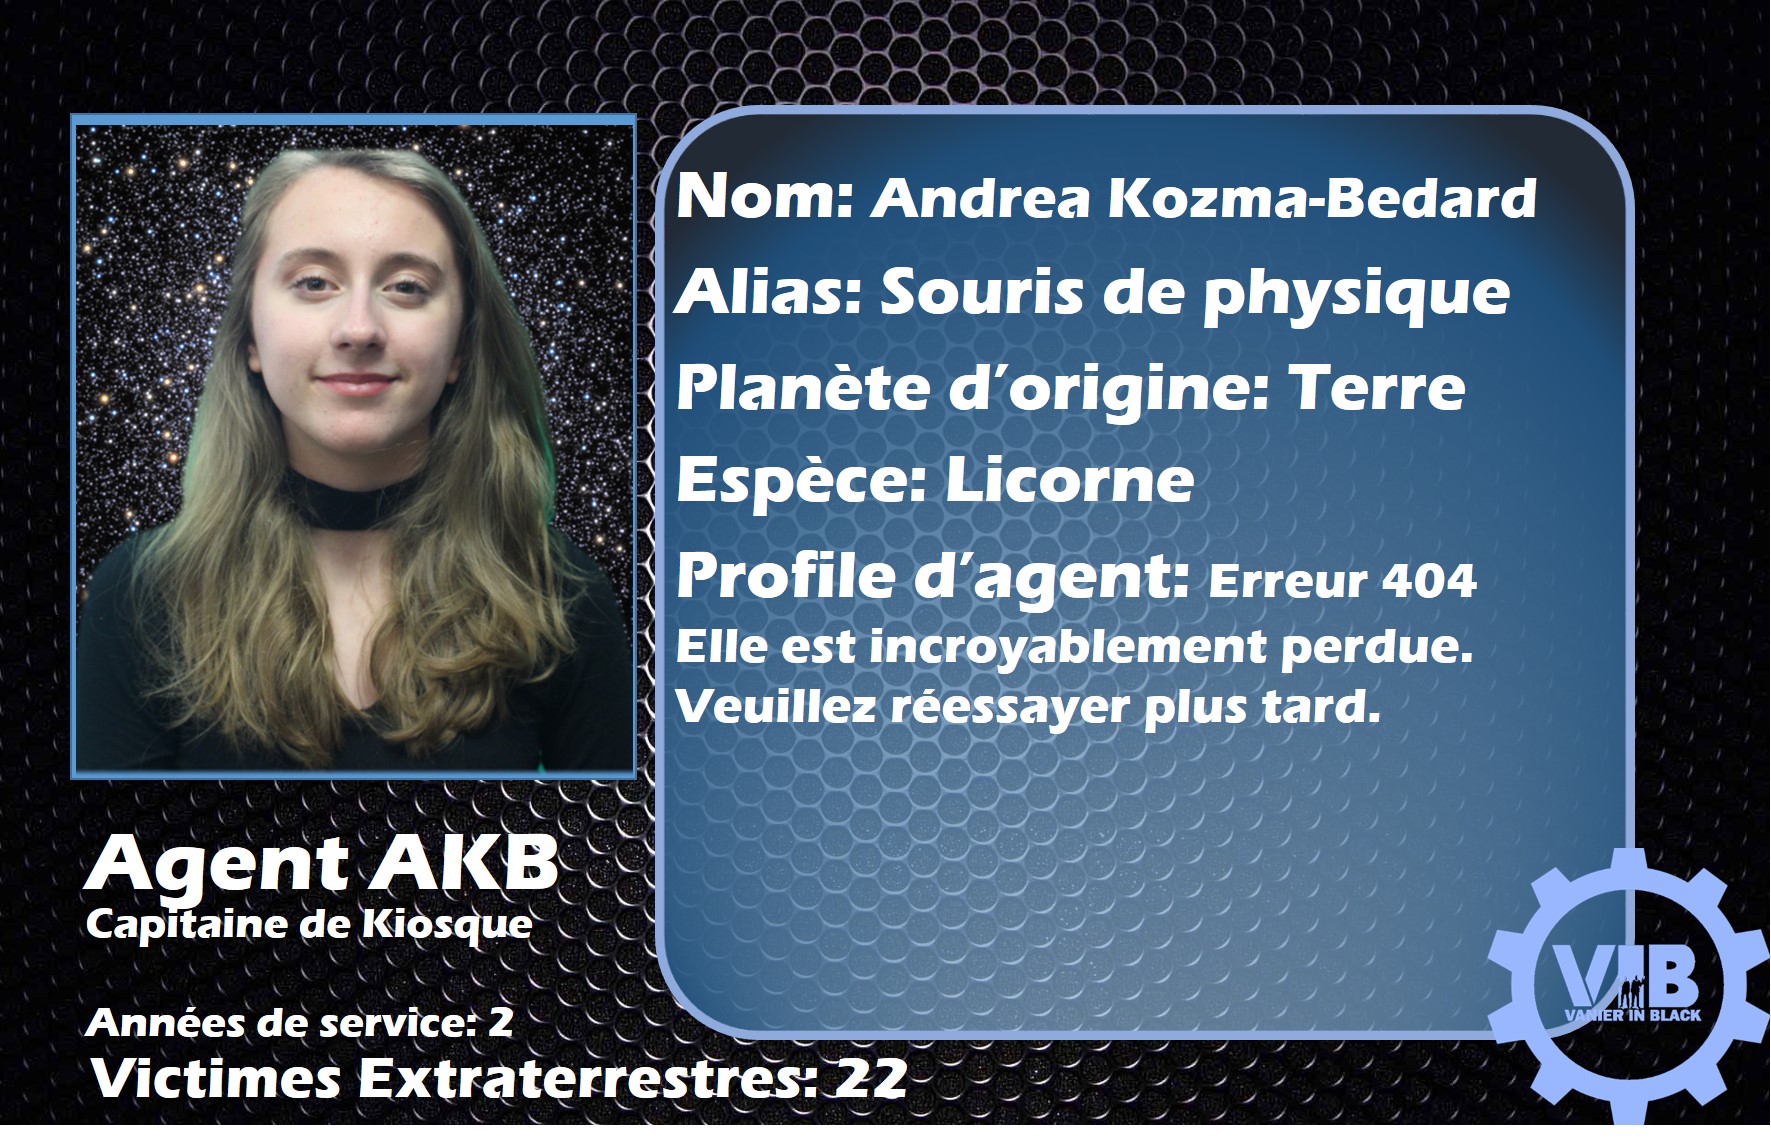 Nom: Andrea Kozma-Bedard
Alias: Souris de physique
Planète d'origine: Terre
Espèce: Licorne
Profile d'agent: Erreur 404
Elle est incroyablement perdue.
Veuillez réessayer plus tard.
Agent AKB
Capitaine de Kiosque
Années de service: 2
Victimes Extraterrestres: 22
VIB
VANIER IN BLACK